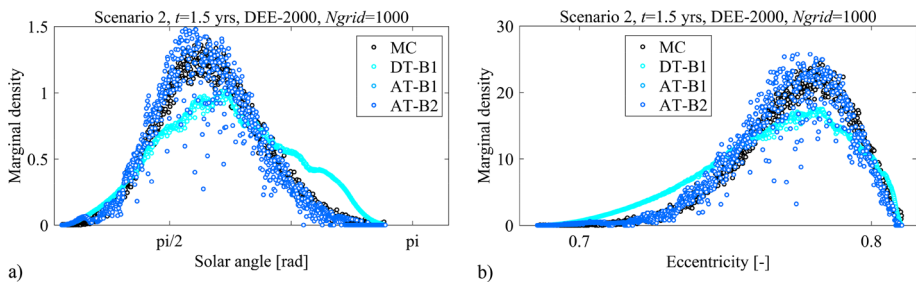 Scenario 2, t=1.5 yrs, DEE-2000, Ngrid=1000
1.5
1
0.5
0
Marginal density
MC
DT-B1
AT-B1
AT-B2
pi/2
pi
Solar angle [rad]
a)
Scenario 2, t=1.5 yrs, DEE-2000, Ngrid=1000
30
20
10
0
Marginal density
MC
DT-B1
AT-B1
AT-B2
0.7
0.8
Eccentricity [-]
b)